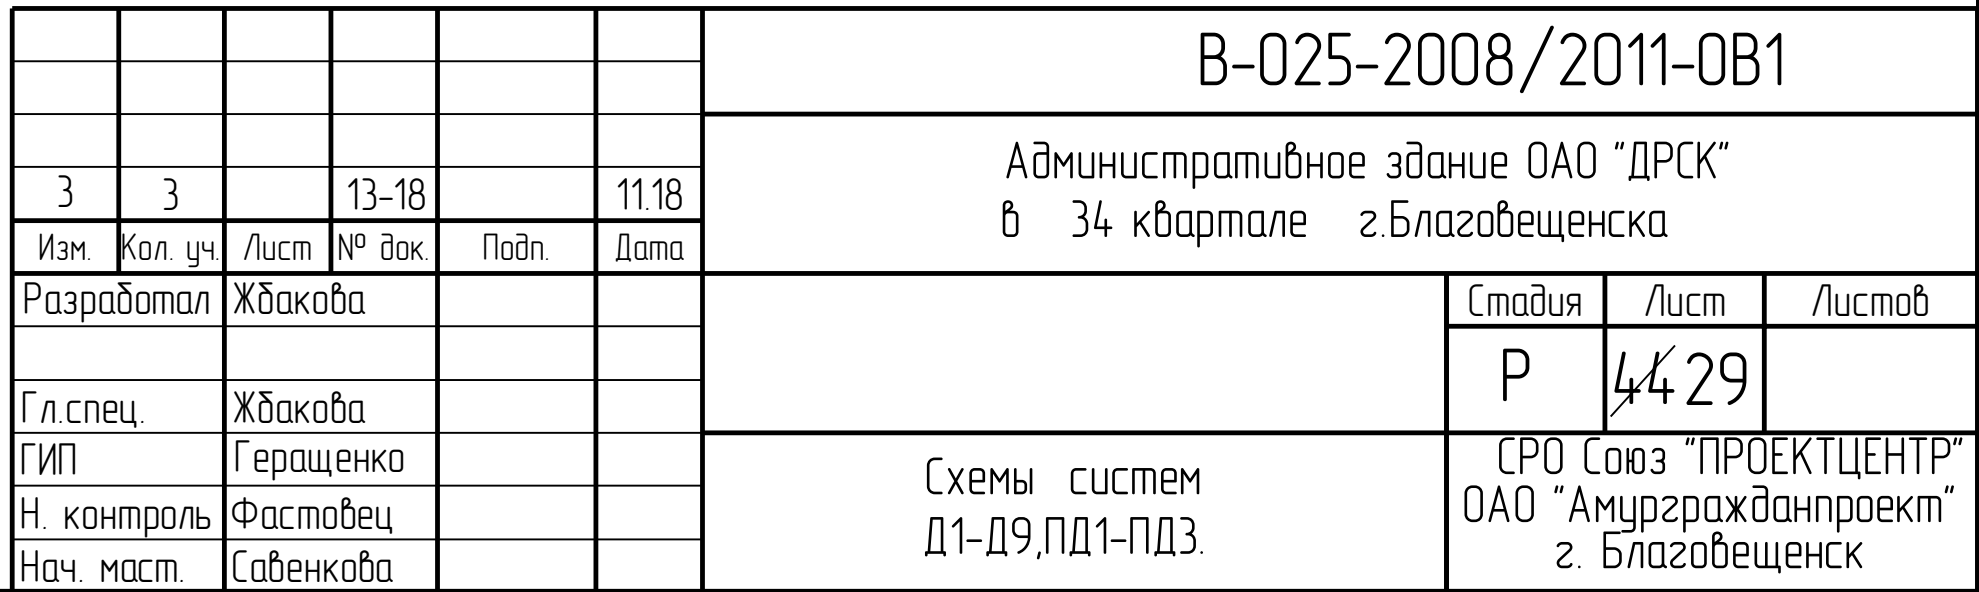 В-025-2008/2011-ОВ1
Административное здание ОАО "ДРСК"
в 34 квартале г.Благовещенска
3 3 13-18 11.18
Изм. Кол. уч. Лист № док. Подп. Дата
Разработал Жбакова
Стадия Лист Листов
Р 44 29
Гл.спец. Жбакова
ГИП Геращенко
Н. контроль Фастовец
Нач. маст. Савенкова
Схемы систем
Д1-Д9,ПД1-ПД3.
СРО Союз "ПРОЕКТЦЕНТР"
ОАО "Амургражданпроект"
г. Благовещенск